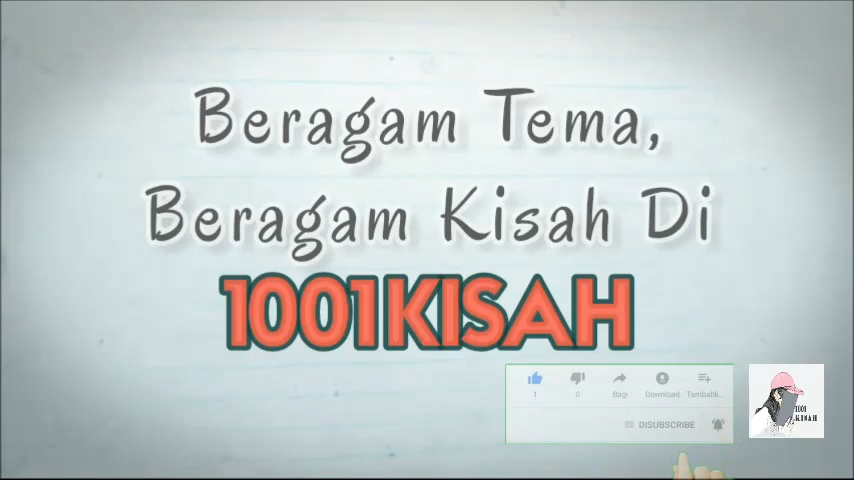 Beragam Tema,
Beragam Kisah Di
1001KISAH
1 0 Bagi Download Tambahk..
DISUBSCRIBE
1001
KISAH